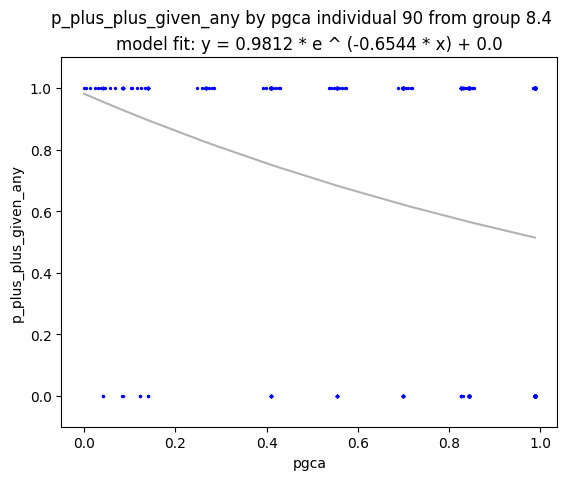 p_plus_plus_given_any by pgca individual 90 from group 8.4
model fit: y = 0.9812 * e ^ (-0.6544 * x) + 0.0
p_plus_plus_given_any
1.0
0.8
0.6
0.4
0.2
0.0
0.0 0.2 0.4 0.6 0.8 1.0
pgca